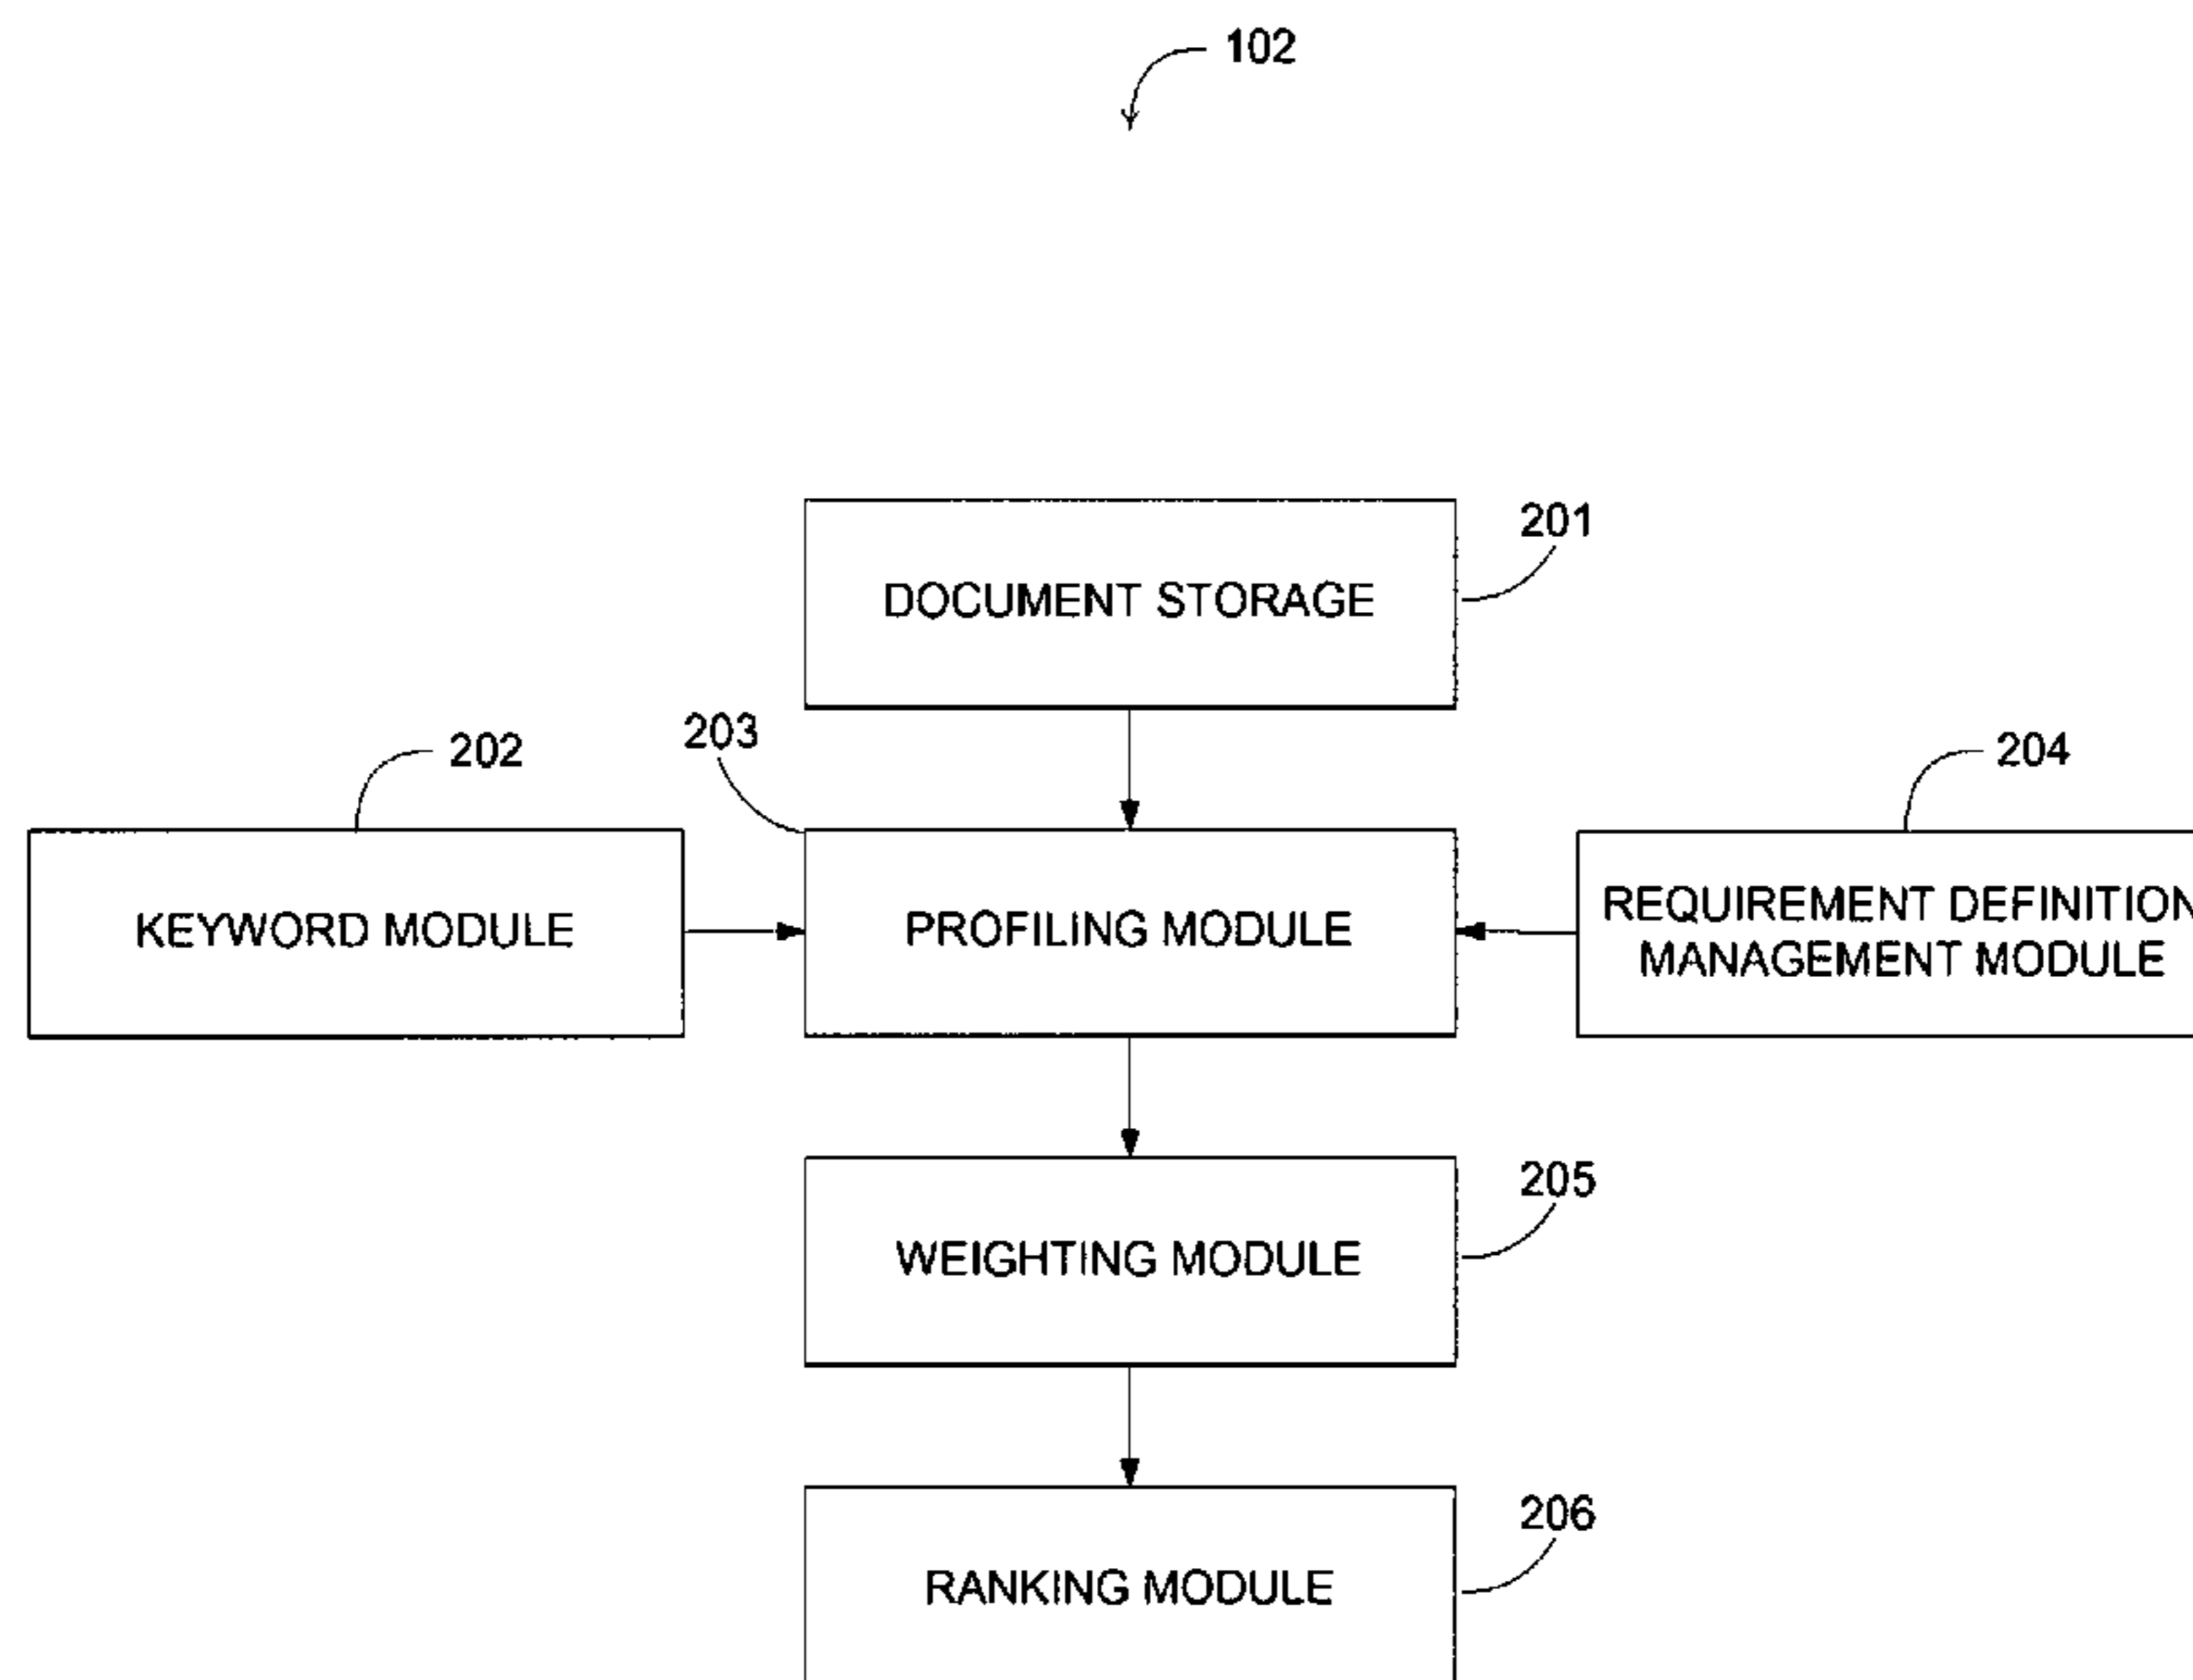 102
DOCUMENT STORAGE
201
202
203
204
KEYWORD MODULE
PROFILING MODULE
REQUIREMENT DEFINITION
MANAGEMENT MODULE
WEIGHTING MODULE
205
RANKING MODULE
206